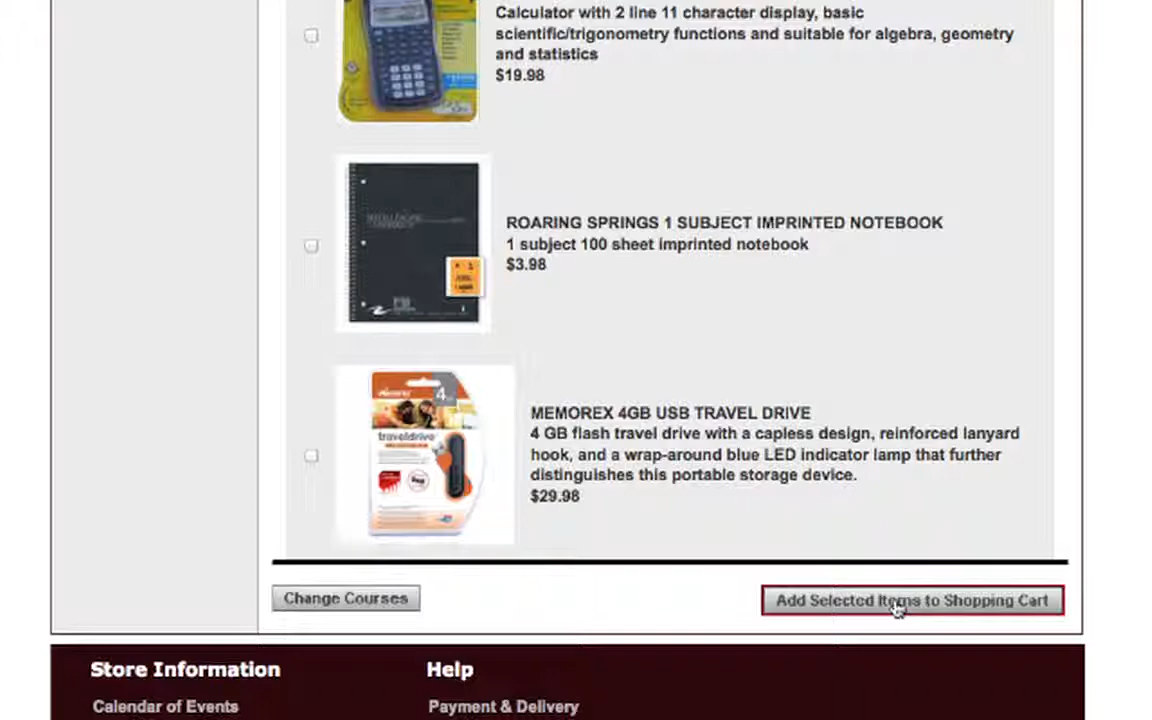 Calculator with 2 line 11 character display, basic
scientific/trigonometry functions and suitable for algebra, geometry
and statistics
$19.98
ROARING SPRINGS 1 SUBJECT IMPRINTED NOTEBOOK
1 subject 100 sheet imprinted notebook
$3.98
4
traveldrive
MEMOREX 4GB USB TRAVEL DRIVE
4 GB flash travel drive with a capless design, reinforced lanyard
hook, and a wrap-around blue LED indicator lamp that further
distinguishes this portable storage device.
$29.98
Change Courses
Add Selected Items to Shopping Cart
Store Information
Help
Calendar of Events
Payment & Delivery